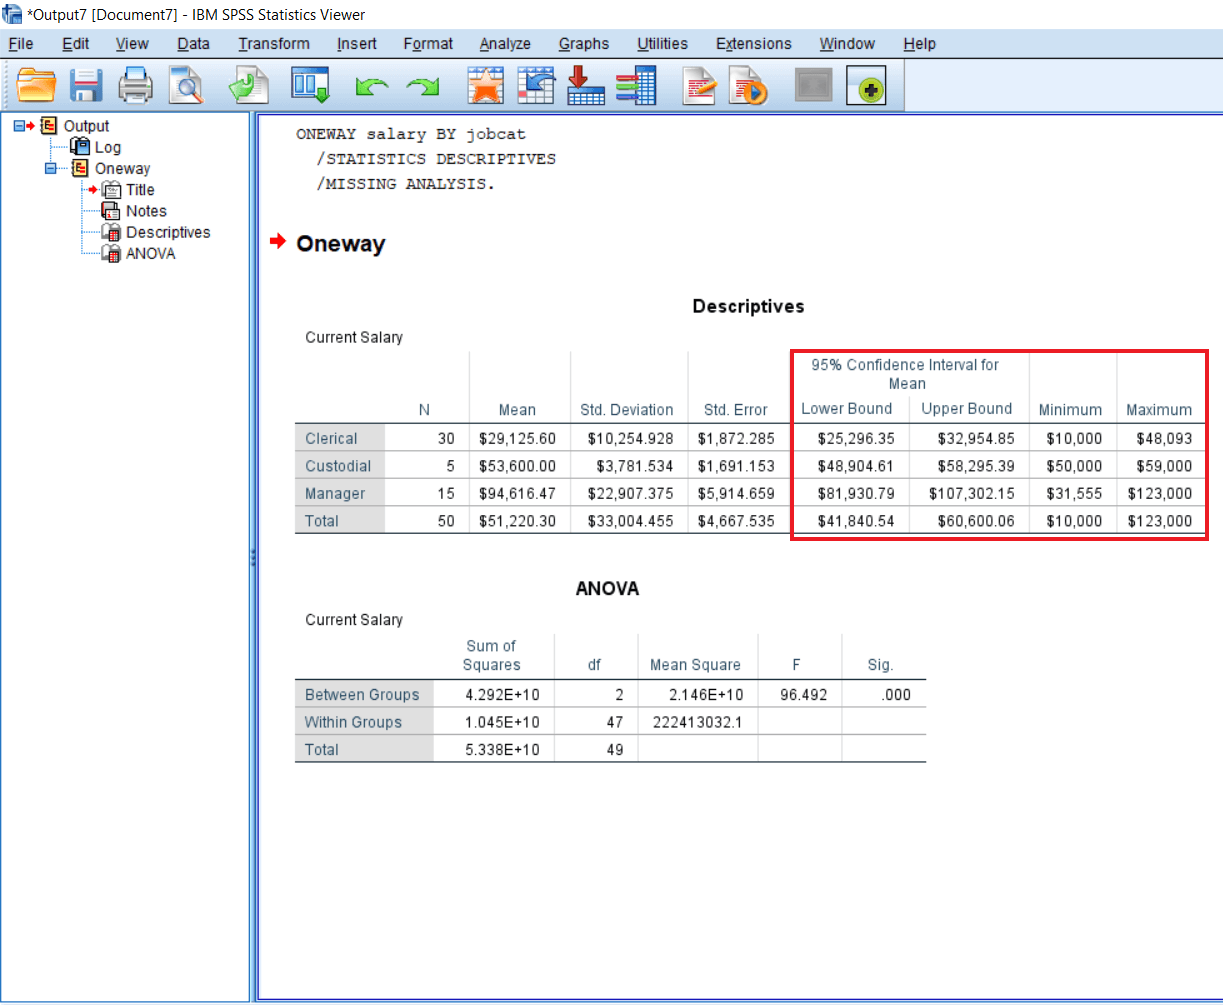 *Output7 [Document7] - IBM SPSS Statistics Viewer
File Edit View Data Transform Insert Format Analyze Graphs Utilities Extensions Window Help
Output
Log
Oneway
Title
Notes
Descriptives
ANOVA
ONEWAY salary BY jobcat
/STATISTICS DESCRIPTIVES
/MISSING ANALYSIS.
Oneway
Descriptives
Current Salary
95% Confidence Interval for
Mean
N Mean Std. Deviation Std. Error Lower Bound Upper Bound Minimum Maximum
Clerical 30 $29,125.60 $10,254.928 $1,872.285 $25,296.35 $32,954.85 $10,000 $48,093
Custodial 5 $53,600.00 $3,781.534 $1,691.153 $48,904.61 $58,295.39 $50,000 $59,000
Manager 15 $94,616.47 $22,907.375 $5,914.659 $81,930.79 $107,302.15 $31,555 $123,000
Total 50 $51,220.30 $33,004.455 $4,667.535 $41,840.54 $60,600.06 $10,000 $123,000
ANOVA
Current Salary
Sum of
Squares df Mean Square F Sig.
Between Groups 4.292E+10 2 2.146E+10 96.492 .000
Within Groups 1.045E+10 47 222413032.1
Total 5.338E+10 49